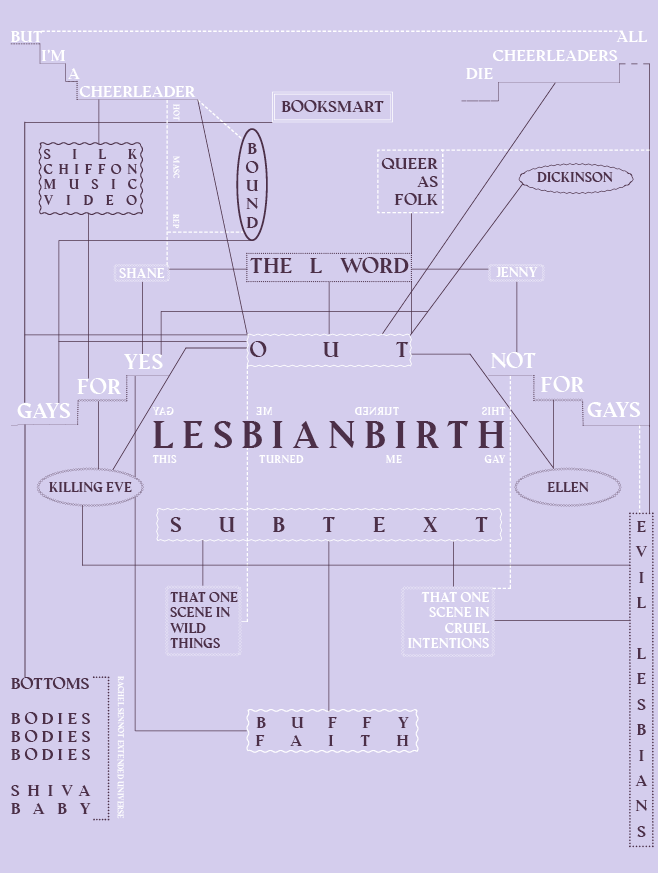 BUT
I'M
A
CHEERLEADER
ALL
CHEERLEADERS
DIE
BOOKSMART
HOT
MASC
REP
SILK
CHIFFON
MUSIC
VIDEO
BOUND
QUEER
AS
FOLK
DICKINSON
SHANE
THE L WORD
JENNY
OUT
YES
FOR
GAYS
NOT
FOR
GAYS
THIS TURNED ME GAY
LESBIANBIRTH
THIS TURNED ME GAY
KILLING EVE
ELLEN
SUBTEXT
EVIL LESBIANS
THAT ONE
SCENE IN
WILD
THINGS
THAT ONE
SCENE IN
CRUEL
INTENTIONS
BOTTOMS
BODIES
BODIES
BODIES
SHIVA
BABY
RACHEL SENNOT EXTENDED UNIVERSE
BUFFY
FAITH